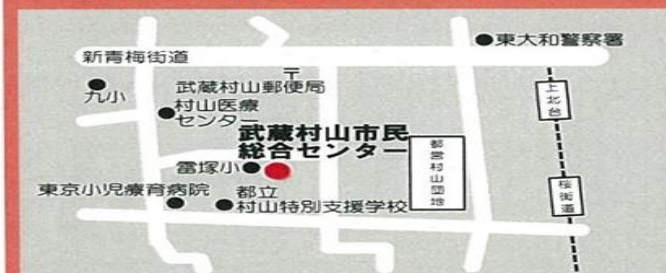 東大和警察署
新青梅街道
〒
武蔵村山郵便局
九小
村山医療
センター
武蔵村山市民
総合センター
雷塚小
都営村山団地
上北台
桜街道
東京小児療育病院
都立
村山特別支援学校